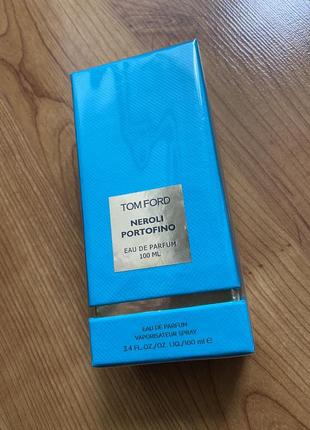 TOM FORD
NEROLI
PORTOFINO
EAU DE PARFUM
100 ML
EAU DE PARFUM
VAPORISATEUR SPRAY
3.4 FL.OZ./OZ. LIQ./100 ml e